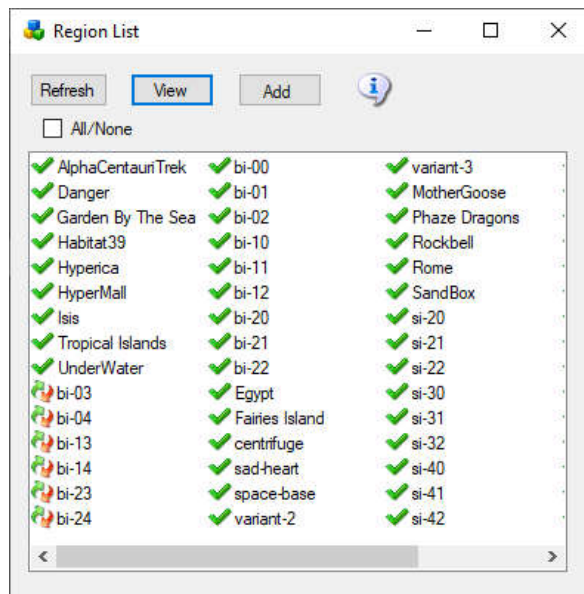 Region List
Refresh View Add
All/None
AlphaCentauriTrek bi-00 variant-3
Danger bi-01 MotherGoose
Garden By The Sea bi-02 Phaze Dragons
Habitat39 bi-10 Rockbell
Hyperica bi-11 Rome
HyperMall bi-12 SandBox
Isis bi-20 si-20
Tropical Islands bi-21 si-21
UnderWater bi-22 si-22
bi-03 Egypt si-30
bi-04 Fairies Island si-31
bi-13 centrifuge si-32
bi-14 sad-heart si-40
bi-23 space-base si-41
bi-24 variant-2 si-42